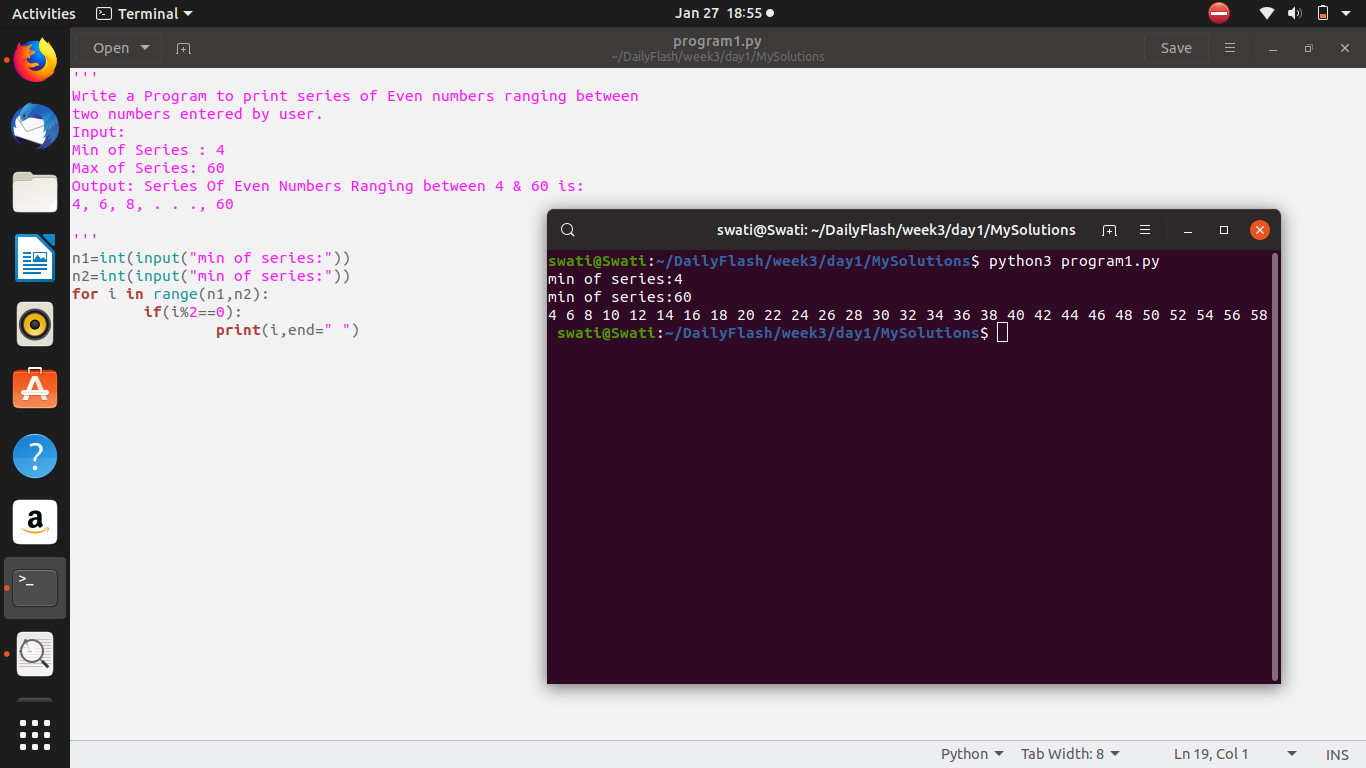 Activities Terminal Jan 27 18:55
Open program1.py Save
~/DailyFlash/week3/day1/MySolutions
'''
Write a Program to print series of Even numbers ranging between
two numbers entered by user.
Input:
Min of Series : 4
Max of Series: 60
Output: Series Of Even Numbers Ranging between 4 & 60 is:
4, 6, 8, . . ., 60
'''
n1=int(input("min of series:"))
n2=int(input("min of series:"))
for i in range(n1,n2):
        if(i%2==0):
                print(i,end=" ")
swati@Swati: ~/DailyFlash/week3/day1/MySolutions
swati@Swati:~/DailyFlash/week3/day1/MySolutions$ python3 program1.py
min of series:4
min of series:60
4 6 8 10 12 14 16 18 20 22 24 26 28 30 32 34 36 38 40 42 44 46 48 50 52 54 56 58
 swati@Swati:~/DailyFlash/week3/day1/MySolutions$
Python Tab Width: 8 Ln 19, Col 1 INS